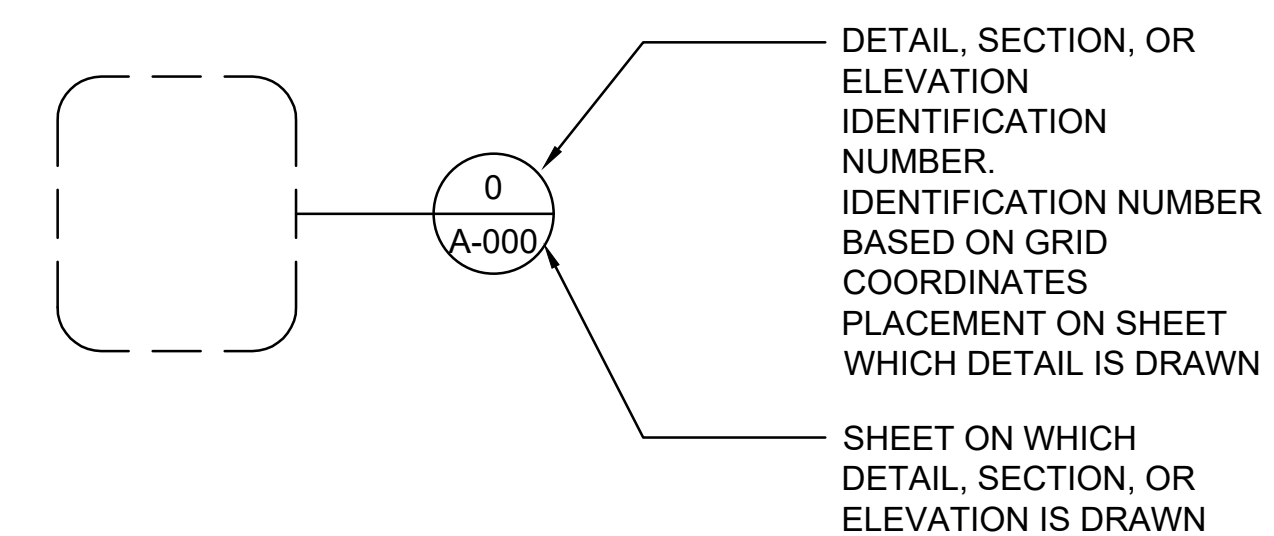 DETAIL, SECTION, OR
ELEVATION
IDENTIFICATION
NUMBER.
IDENTIFICATION NUMBER
BASED ON GRID
COORDINATES
PLACEMENT ON SHEET
WHICH DETAIL IS DRAWN
0
A-000
SHEET ON WHICH
DETAIL, SECTION, OR
ELEVATION IS DRAWN